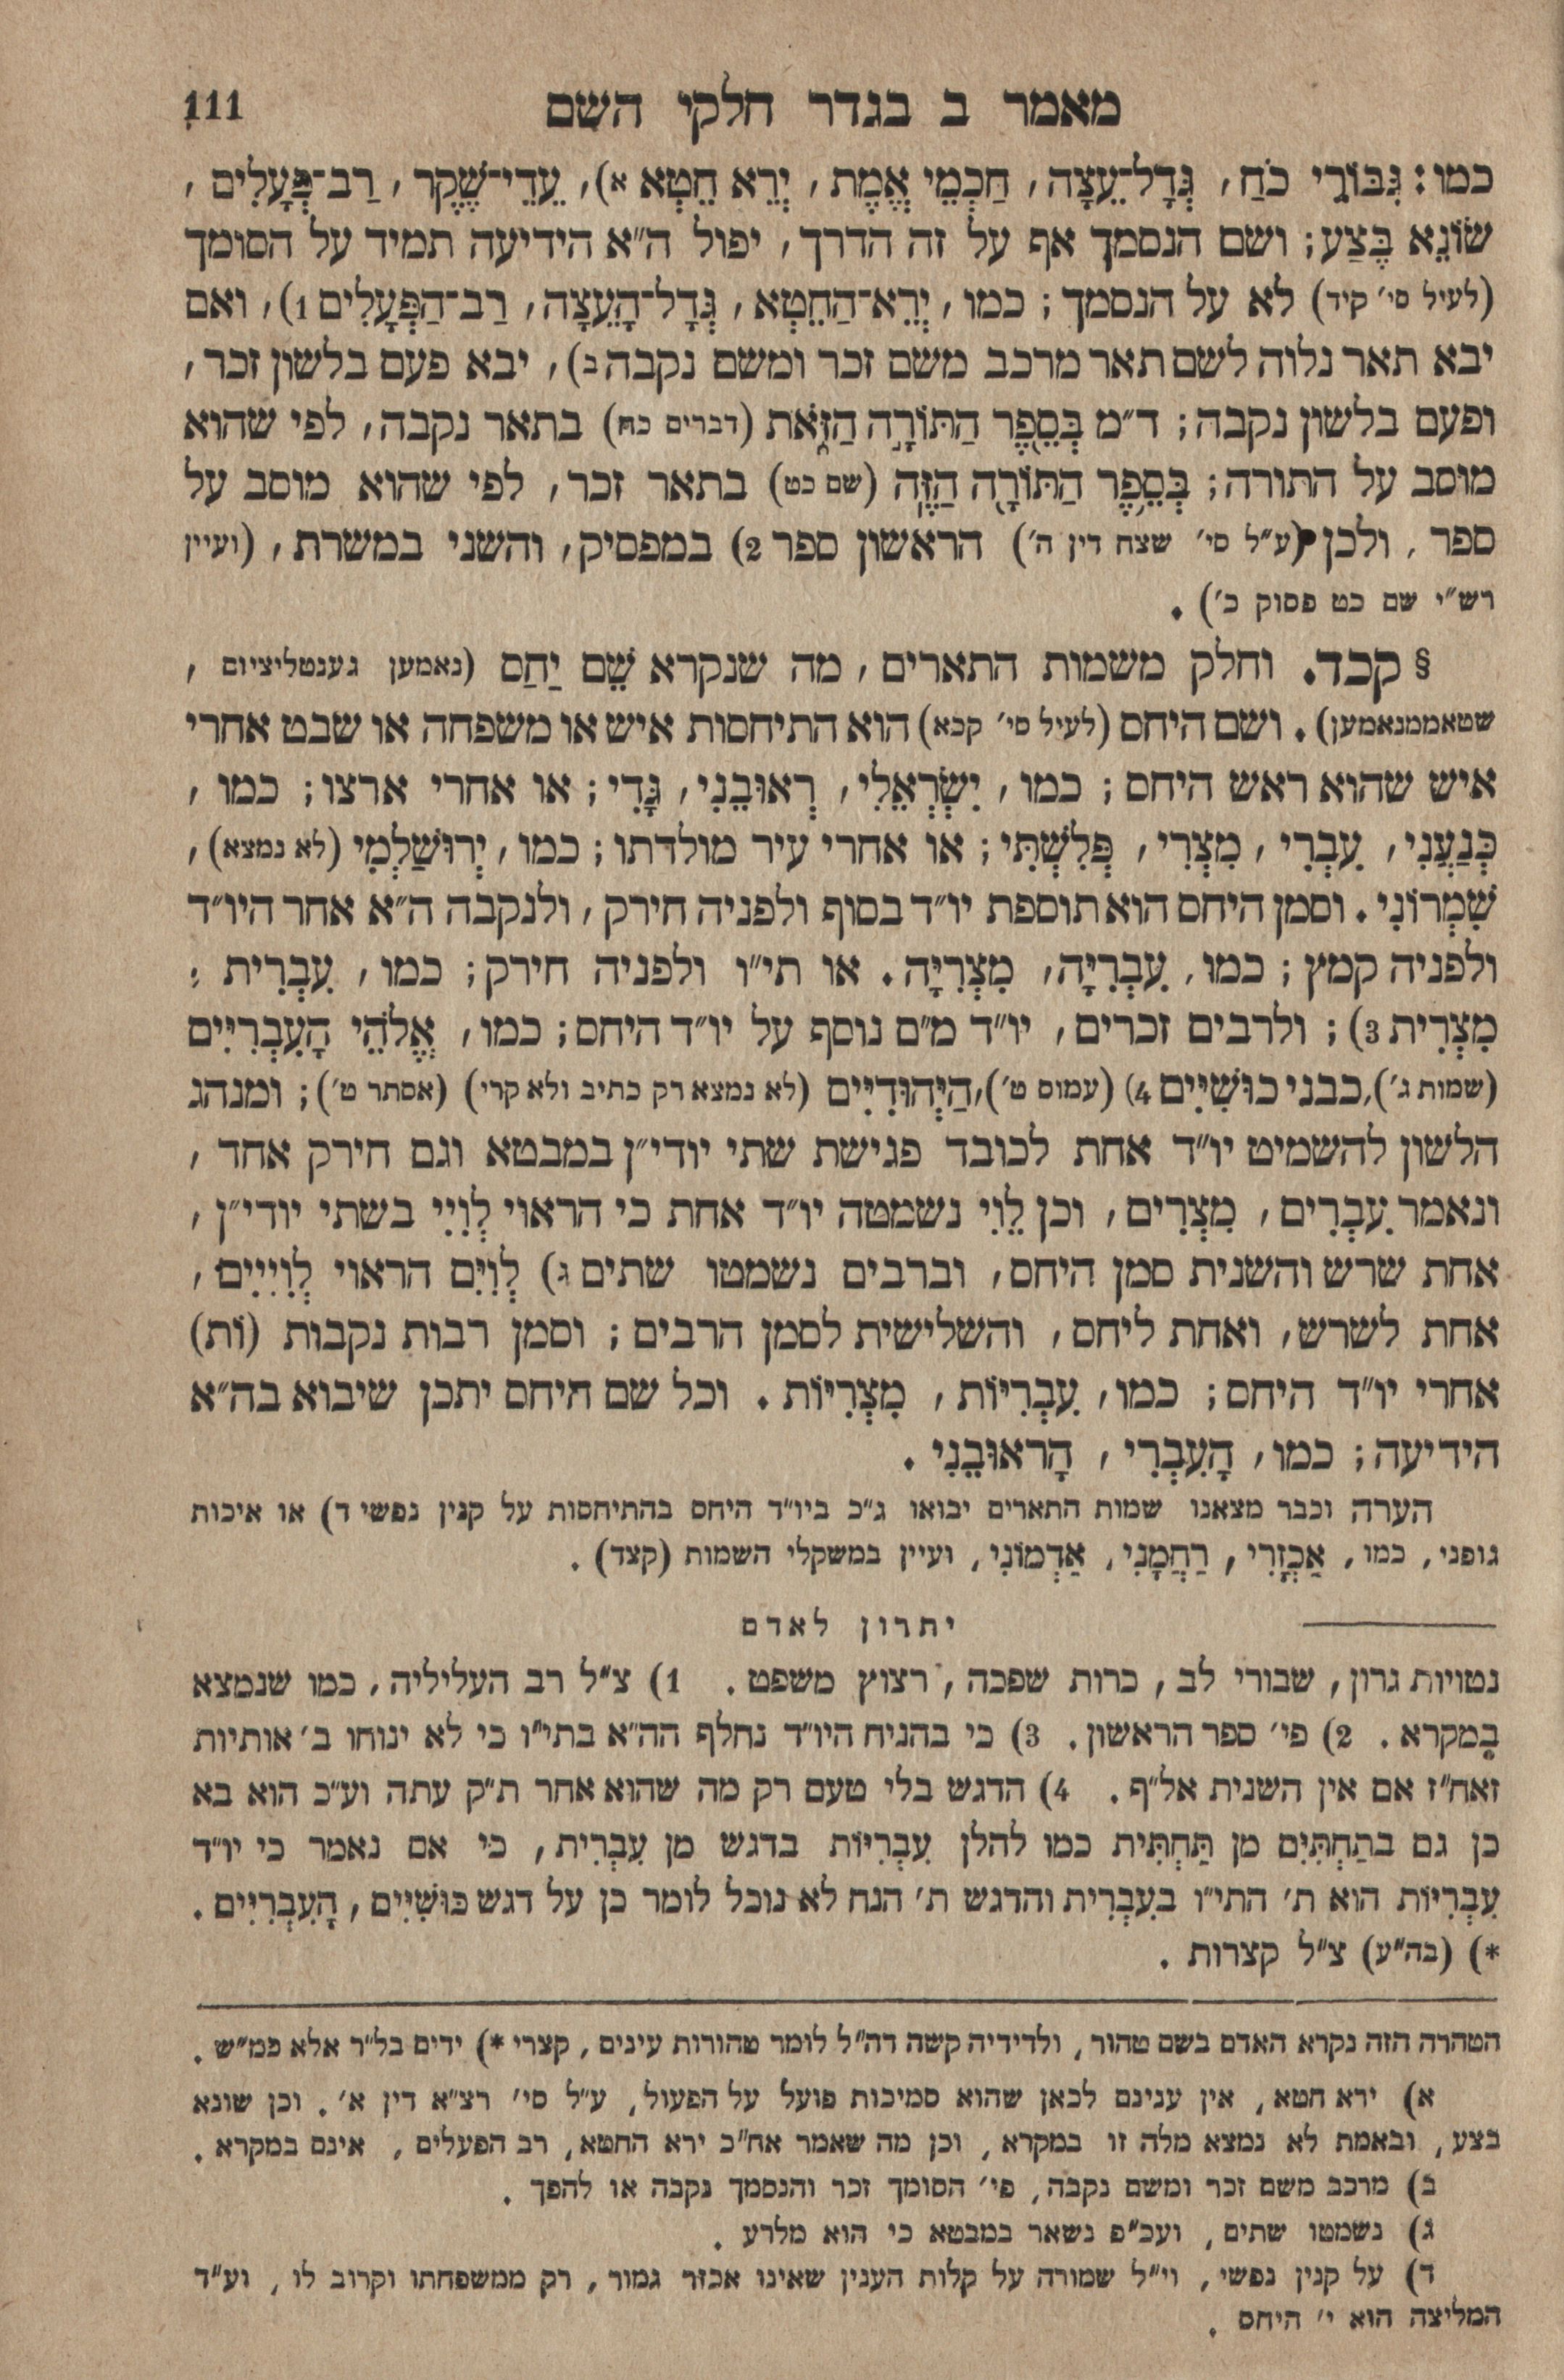 מאמר ב בגדר חלקי השם 111
כמו: גִּבּוֹרֵי כֹחַ, גְּדָל־עֵצָה, חַכְמֵי אֱמֶת, יְרֵא חֵטְא א), עֵדֵי־שֶׁקֶר, רַב־פְּעָלִים,
שׂוֹנֵא בֶּצַע; ושם הנסמך אף על זה הדרך, יפול ה״א הידיעה תמיד על הסומך
(לעיל סי׳ קיד) לא על הנסמך; כמו, יְרֵא־הַחֵטְא, גְּדָל־הָעֵצָה, רַב־הַפְּעָלִים 1), ואם
יבא תאר נלוה לשם תאר מרכב משם זכר ומשם נקבה ב), יבא פעם בלשון זכר,
ופעם בלשון נקבה; ד״מ בְּסֵפֶר הַתּוֹרָה הַזֹּאת (דברים כח) בתאר נקבה, לפי שהוא
מוסב על התורה; בְּסֵפֶר הַתּוֹרָה הַזֶּה (שם כט) בתאר זכר, לפי שהוא מוסב על
ספר, ולכן (ע״ל סי׳ שצח דין ה׳) הראשון ספר 2) במפסיק, והשני במשרת, (ועיין
רש״י שם כט פסוק כ׳).
§ קכד. וחלק משמות התארים, מה שנקרא שֵׁם יַחַס (נאמען גענטליציום,
שטאממנאמען). ושם היחס (לעיל סי׳ קכא) הוא התיחסות איש או משפחה או שבט אחרי
איש שהוא ראש היחס; כמו, יִשְׂרְאֵלִי, רְאוּבֵנִי, גָּדִי; או אחרי ארצו; כמו,
כְּנַעֲנִי, עִבְרִי, מִצְרִי, פְּלִשְׁתִּי; או אחרי עיר מולדתו; כמו, יְרוּשַׁלְמִי (לא נמצא),
שִׁמְרוֹנִי. וסמן היחס הוא תוספת יו״ד בסוף ולפניה חירק, ולנקבה ה״א אחר היו״ד
ולפניה קמץ; כמו, עִבְרִיָּה, מִצְרִיָּה. או תי״ו ולפניה חירק; כמו, עִבְרִית,
מִצְרִית 3); ולרבים זכרים, יו״ד מ״ם נוסף על יו״ד היחס; כמו, אֱלֹהֵי הָעִבְרִיִּים
(שמות ג׳), כבני כוּשִׁיִּים 4) (עמוס ט׳), הַיְּהוּדִיִּים (לא נמצא רק כתיב ולא קרי) (אסתר ט׳); ומנהג
הלשון להשמיט יו״ד אחת לכובד פגישת שתי יודי״ן במבטא וגם חירק אחד,
ונאמר עִבְרִים, מִצְרִים, וכן לֵוִי נשמטה יו״ד אחת כי הראוי לְוִיִי בשתי יודי״ן,
אחת שרש והשנית סמן היחס, וברבים נשמטו שתים ג) לְוִיִּם הראוי לְוִיִיִים,
אחת לשרש, ואחת ליחס, והשלישית לסמן הרבים; וסמן רבות נקבות (וֹת)
אחרי יו״ד היחס; כמו, עִבְרִיּוֹת, מִצְרִיּוֹת. וכל שם היחס יתכן שיבוא בה״א
הידיעה; כמו, הָעִבְרִי, הָראוּבֵנִי.
הערה וכבר מצאנו שמות התארים יבואו ג״כ ביו״ד היחס בהתיחסות על קנין נפשי ד) או איכות
גופני, כמו, אַכְזָרִי, רַחֲמָנִי, אַדְמוֹנִי, ועיין במשקלי השמות (קצד).
יתרון לאדם
נטויות גרון, שבורי לב, כרות שפכה, רצוץ משפט. 1) צ״ל רב העליליה, כמו שנמצא
במקרא. 2) פי׳ ספר הראשון. 3) כי בהניח היו״ד נחלף הה״א בתי״ו כי לא ינוחו ב׳ אותיות
זאח״ז אם אין השנית אל״ף. 4) הדגש בלי טעם רק מה שהוא אחר ת״ק עתה וע״כ הוא בא
כן גם בתַחְתִּיִּם מן תַּחְתִּית כמו להלן עִבְרִיּוֹת בדגש מן עִבְרִית, כי אם נאמר כי יו״ד
עִבְרִיּוֹת הוא ת׳ התי״ו בעִבְרִית והדגש ת׳ הנח לא נוכל לומר כן על דגש כּוּשִׁיִּים, הָעִבְרִיִּים.
*) (בה״ע) צ״ל קצרות.
הטהרה הזה נקרא האדם בשם טהור, ולדידיה קשה דה״ל לומר טהורות עינים, קצרי *) ידים בל״ר אלא כמ״ש.
א) ירא חטא, אין ענינם לכאן שהוא סמיכות פועל על הפעול, ע״ל סי׳ רצ״א דין א׳. וכן שונא
בצע, ובאמת לא נמצא מלה זו במקרא, וכן מה שאמר אח״כ ירא החטא, רב הפעלים, אינם במקרא.
ב) מרכב משם זכר ומשם נקבה, פי׳ הסומך זכר והנסמך נקבה או להפך.
ג) נשמטו שתים, ועכ״פ נשאר במבטא כי הוא מלרע.
ד) על קנין נפשי, וי״ל שמורה על קלות הענין שאינו אכזר גמור, רק ממשפחתו וקרוב לו, וע״ד
המליצה הוא י׳ היחס.